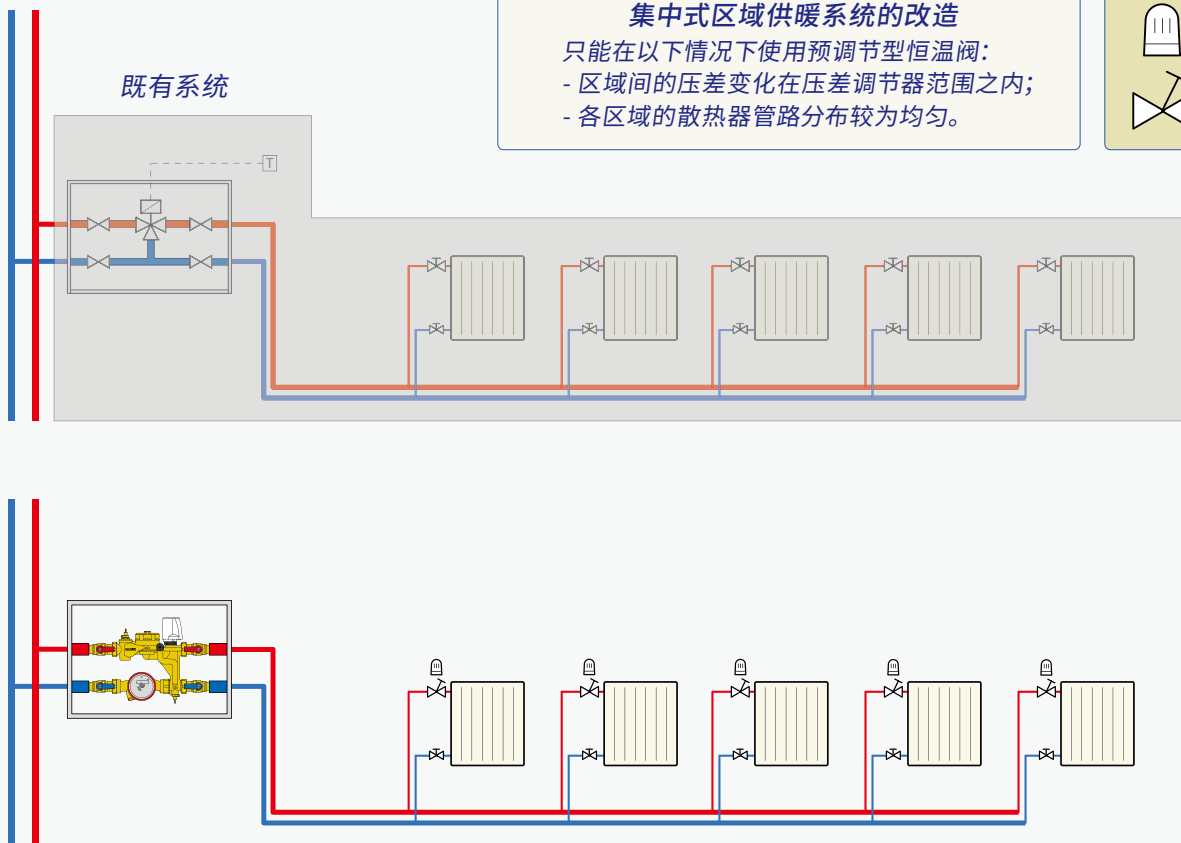 集中式区域供暖系统的改造
只能在以下情况下使用预调节型恒温阀：
- 区域间的压差变化在压差调节器范围之内；
- 各区域的散热器管路分布较为均匀。
既有系统
T